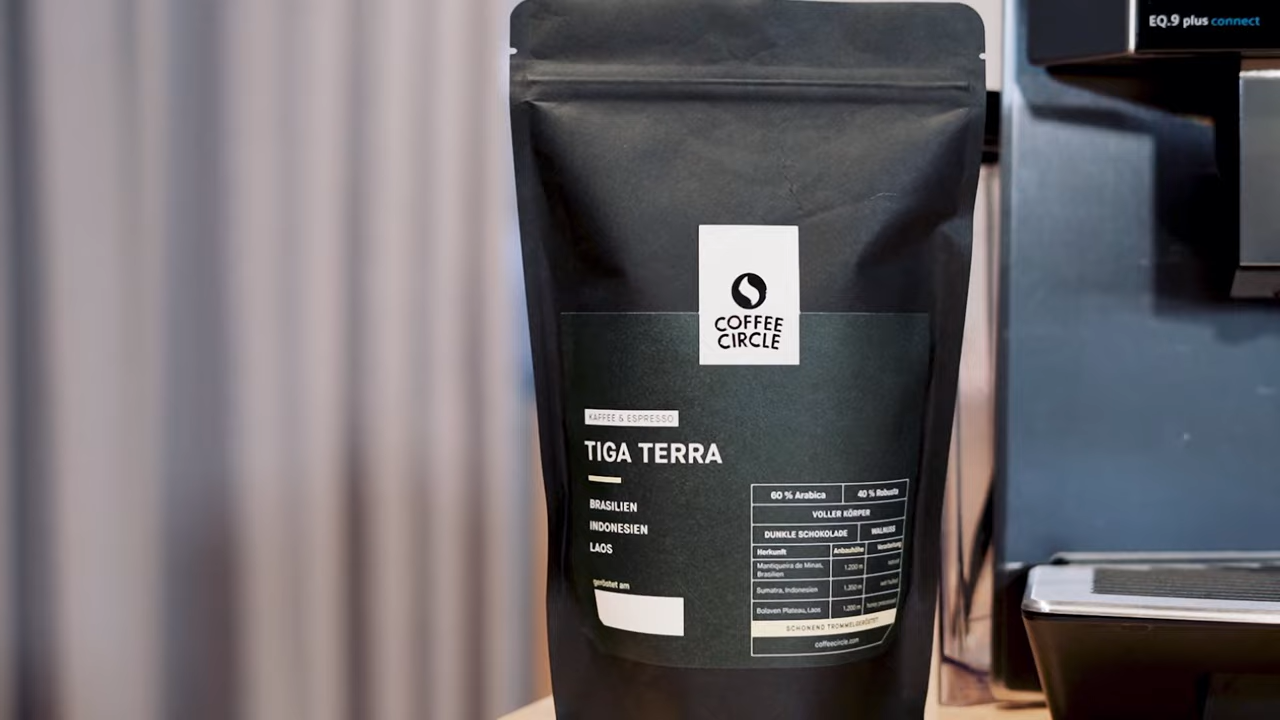 EQ.9 plus connect
COFFEE
CIRCLE
KAFFEE & ESPRESSO
TIGA TERRA
BRASILIEN
INDONESIEN
LAOS
geröstet am
60 % Arabica 40 % Robusta
VOLLER KÖRPER
DUNKLE SCHOKOLADE WALNUSS
Herkunft Anbauhöhe Verarbeitung
Mantiqueira de Minas,
Brasilien 1.200 m
Sumatra, Indonesien 1.350 m
Bolaven Plateau, Laos 1.200 m
SCHONEND TROMMELGERÖSTET
coffeecircle.com